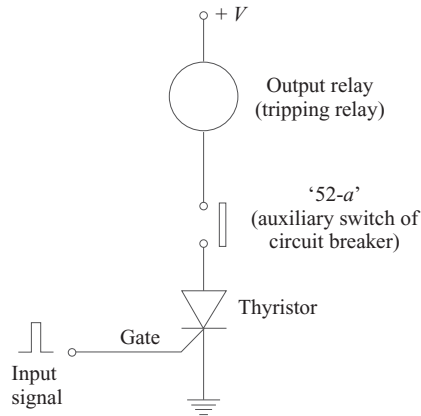 + V
Output relay
(tripping relay)
‘52-a’
(auxiliary switch of
circuit breaker)
Thyristor
Gate
Input
signal